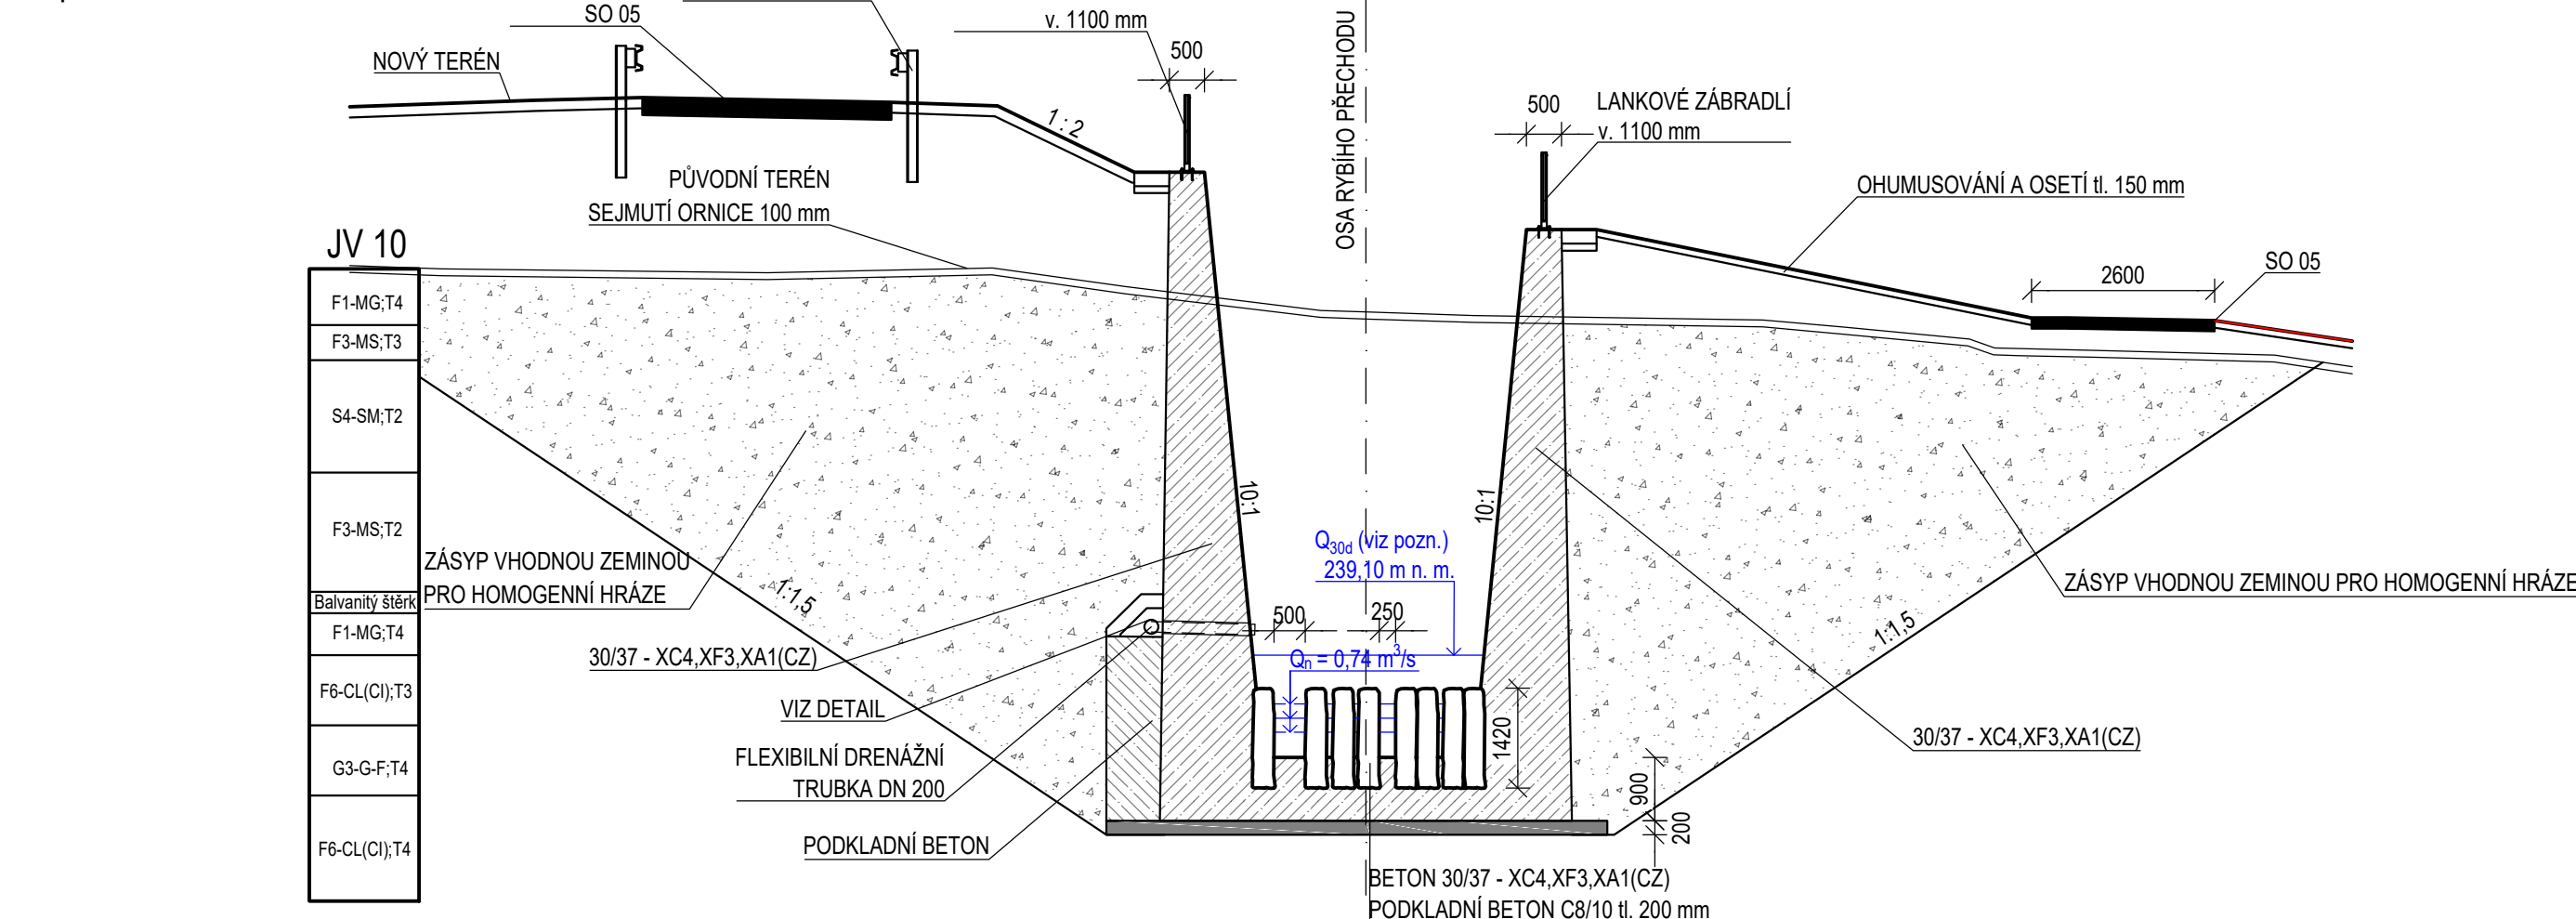 SO 05
v. 1100 mm
NOVÝ TERÉN
500
1 : 2
OSA RYBÍHO PŘECHODU
500
LANKOVÉ ZÁBRADLÍ
v. 1100 mm
PŮVODNÍ TERÉN
SEJMUTÍ ORNICE 100 mm
OHUMUSOVÁNÍ A OSETÍ tl. 150 mm
JV 10
SO 05
2600
F1-MG;T4
F3-MS;T3
S4-SM;T2
F3-MS;T2
Balvanitý štěrk
F1-MG;T4
F6-CL(CI);T3
G3-G-F;T4
F6-CL(CI);T4
10:1
10:1
Q30d (viz pozn.)
239,10 m n. m.
ZÁSYP VHODNOU ZEMINOU
PRO HOMOGENNÍ HRÁZE
1:1,5
ZÁSYP VHODNOU ZEMINOU PRO HOMOGENNÍ HRÁZE
1:1,5
500
250
30/37 - XC4,XF3,XA1(CZ)
Qn = 0,74 m3/s
VIZ DETAIL
1420
30/37 - XC4,XF3,XA1(CZ)
FLEXIBILNÍ DRENÁŽNÍ
TRUBKA DN 200
900
200
PODKLADNÍ BETON
BETON 30/37 - XC4,XF3,XA1(CZ)
PODKLADNÍ BETON C8/10 tl. 200 mm